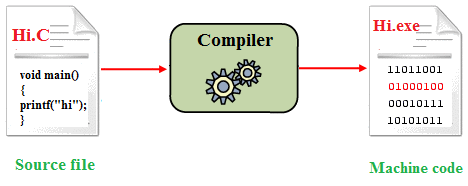 Hi.C
void main()
{
printf("hi");
}
Source file
Compiler
Hi.exe
11011001
01000100
00010111
10101011
Machine code